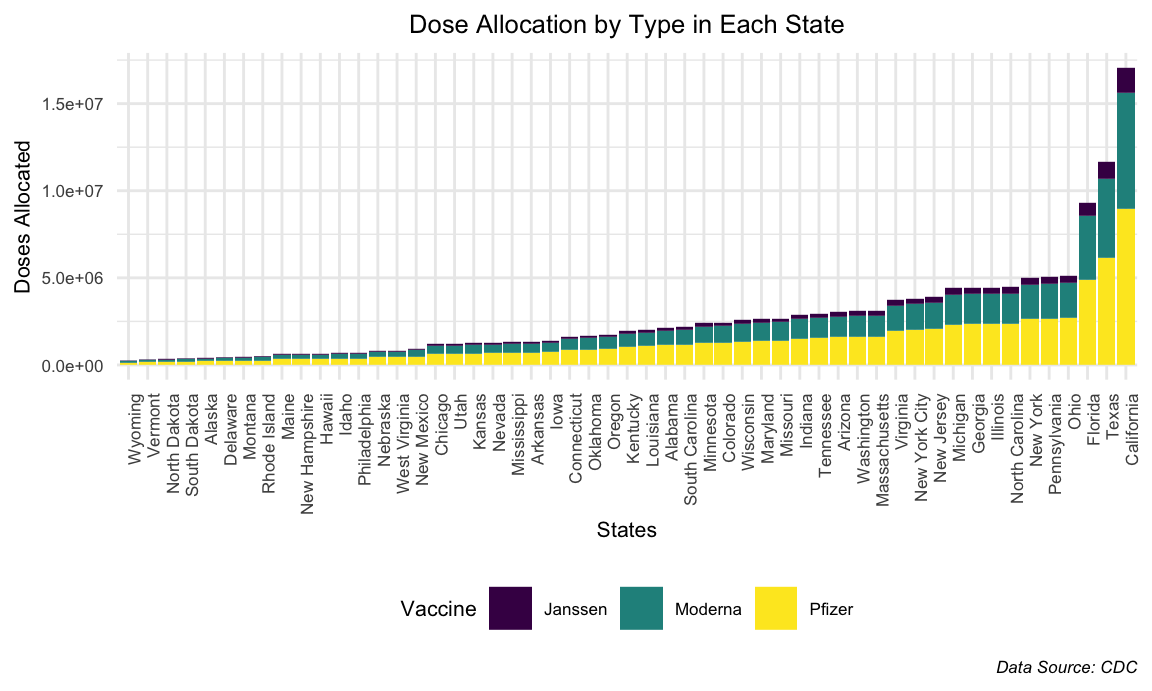 Dose Allocation by Type in Each State
Doses Allocated
1.5e+07
1.0e+07
5.0e+06
0.0e+00
Wyoming
Vermont
North Dakota
South Dakota
Alaska
Delaware
Montana
Rhode Island
Maine
New Hampshire
Hawaii
Idaho
Philadelphia
Nebraska
West Virginia
New Mexico
Chicago
Utah
Kansas
Nevada
Mississippi
Arkansas
Iowa
Connecticut
Oklahoma
Oregon
Kentucky
Louisiana
Alabama
South Carolina
Minnesota
Colorado
Wisconsin
Maryland
Missouri
Indiana
Tennessee
Arizona
Washington
Massachusetts
Virginia
New York City
New Jersey
Michigan
Georgia
Illinois
North Carolina
New York
Pennsylvania
Ohio
Florida
Texas
California
States
Vaccine Janssen Moderna Pfizer
Data Source: CDC